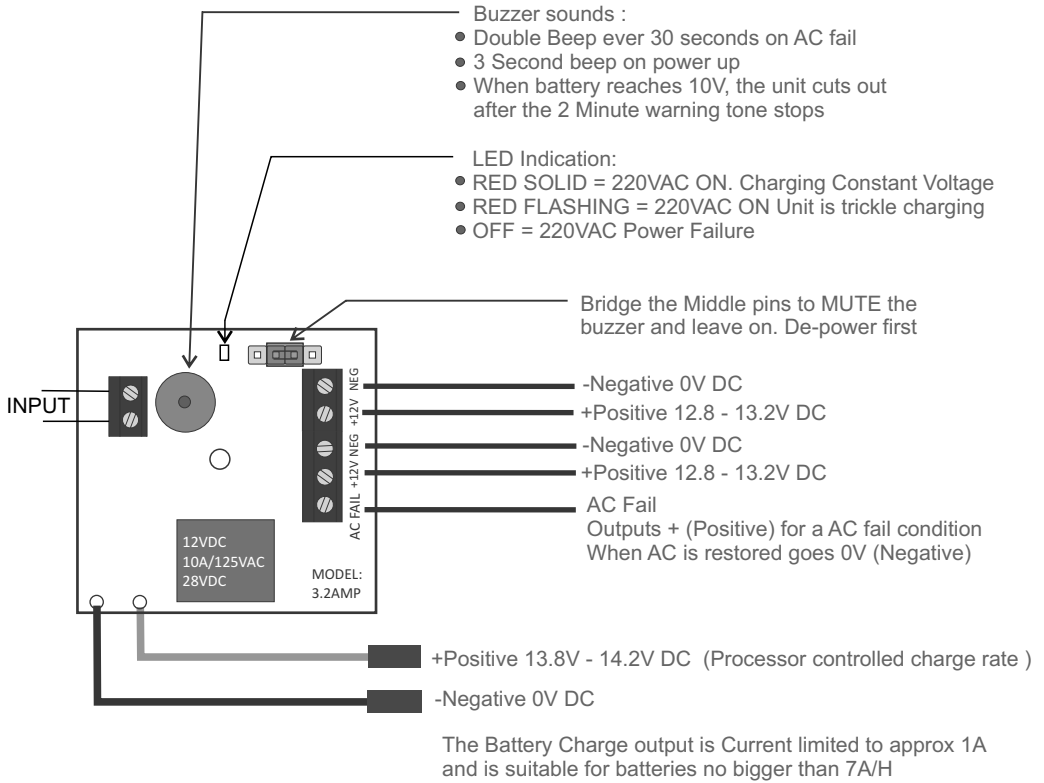 Buzzer sounds :
Double Beep ever 30 seconds on AC fail
3 Second beep on power up
When battery reaches 10V, the unit cuts out
after the 2 Minute warning tone stops
LED Indication:
RED SOLID = 220VAC ON. Charging Constant Voltage
RED FLASHING = 220VAC ON Unit is trickle charging
OFF = 220VAC Power Failure
Bridge the Middle pins to MUTE the
buzzer and leave on. De-power first
INPUT
NEG
-Negative 0V DC
+12V
+Positive 12.8 - 13.2V DC
NEG
-Negative 0V DC
+12V
+Positive 12.8 - 13.2V DC
AC FAIL
AC Fail
Outputs + (Positive) for a AC fail condition
When AC is restored goes 0V (Negative)
12VDC
10A/125VAC
28VDC
MODEL:
3.2AMP
+Positive 13.8V - 14.2V DC (Processor controlled charge rate )
-Negative 0V DC
The Battery Charge output is Current limited to approx 1A
and is suitable for batteries no bigger than 7A/H